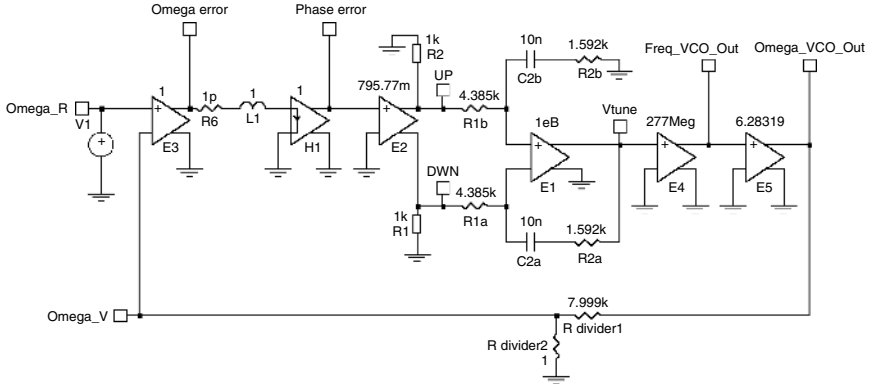 Omega error
Phase error
1k
R2
10n
C2b
1.592k
R2b
Freq_VCO_Out
Omega_VCO_Out
Omega_R
V1
1
E3
1p
R6
1
L1
1
H1
795.77m
E2
UP
4.385k
R1b
1eB
E1
Vtune
277Meg
E4
6.28319
E5
DWN
4.385k
R1a
1k
R1
10n
C2a
1.592k
R2a
Omega_V
7.999k
R divider1
R divider2
1